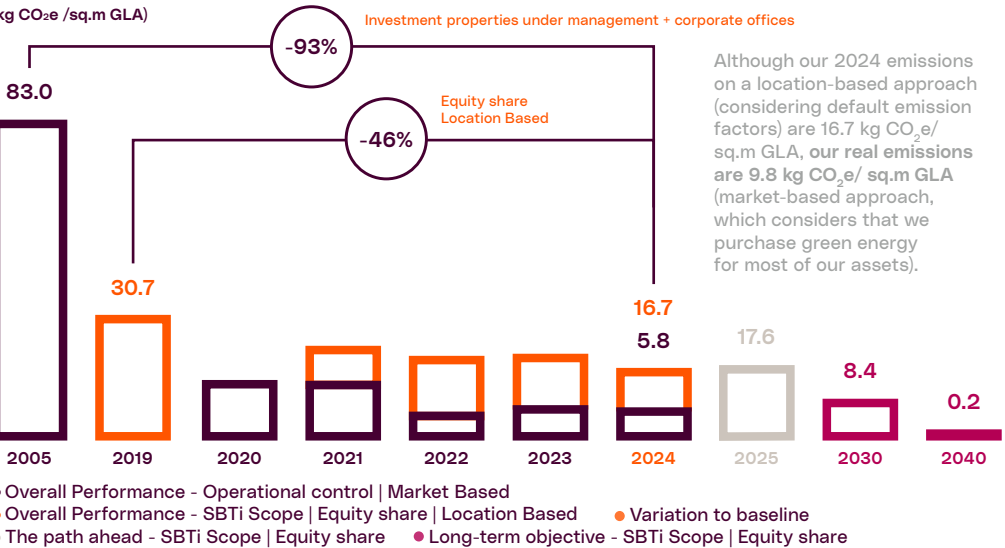 kg CO₂e /sq.m GLA)
Investment properties under management + corporate offices
-93%
83.0
Equity share
Location Based
-46%
Although our 2024 emissions
on a location-based approach
(considering default emission
factors) are 16.7 kg CO₂e/
sq.m GLA, our real emissions
are 9.8 kg CO₂e/ sq.m GLA
(market-based approach,
which considers that we
purchase green energy
for most of our assets).
30.7
16.7
5.8
17.6
8.4
0.2
2005 2019 2020 2021 2022 2023 2024 2025 2030 2040
Overall Performance - Operational control | Market Based
Overall Performance - SBTi Scope | Equity share | Location Based
Variation to baseline
The path ahead - SBTi Scope | Equity share
Long-term objective - SBTi Scope | Equity share